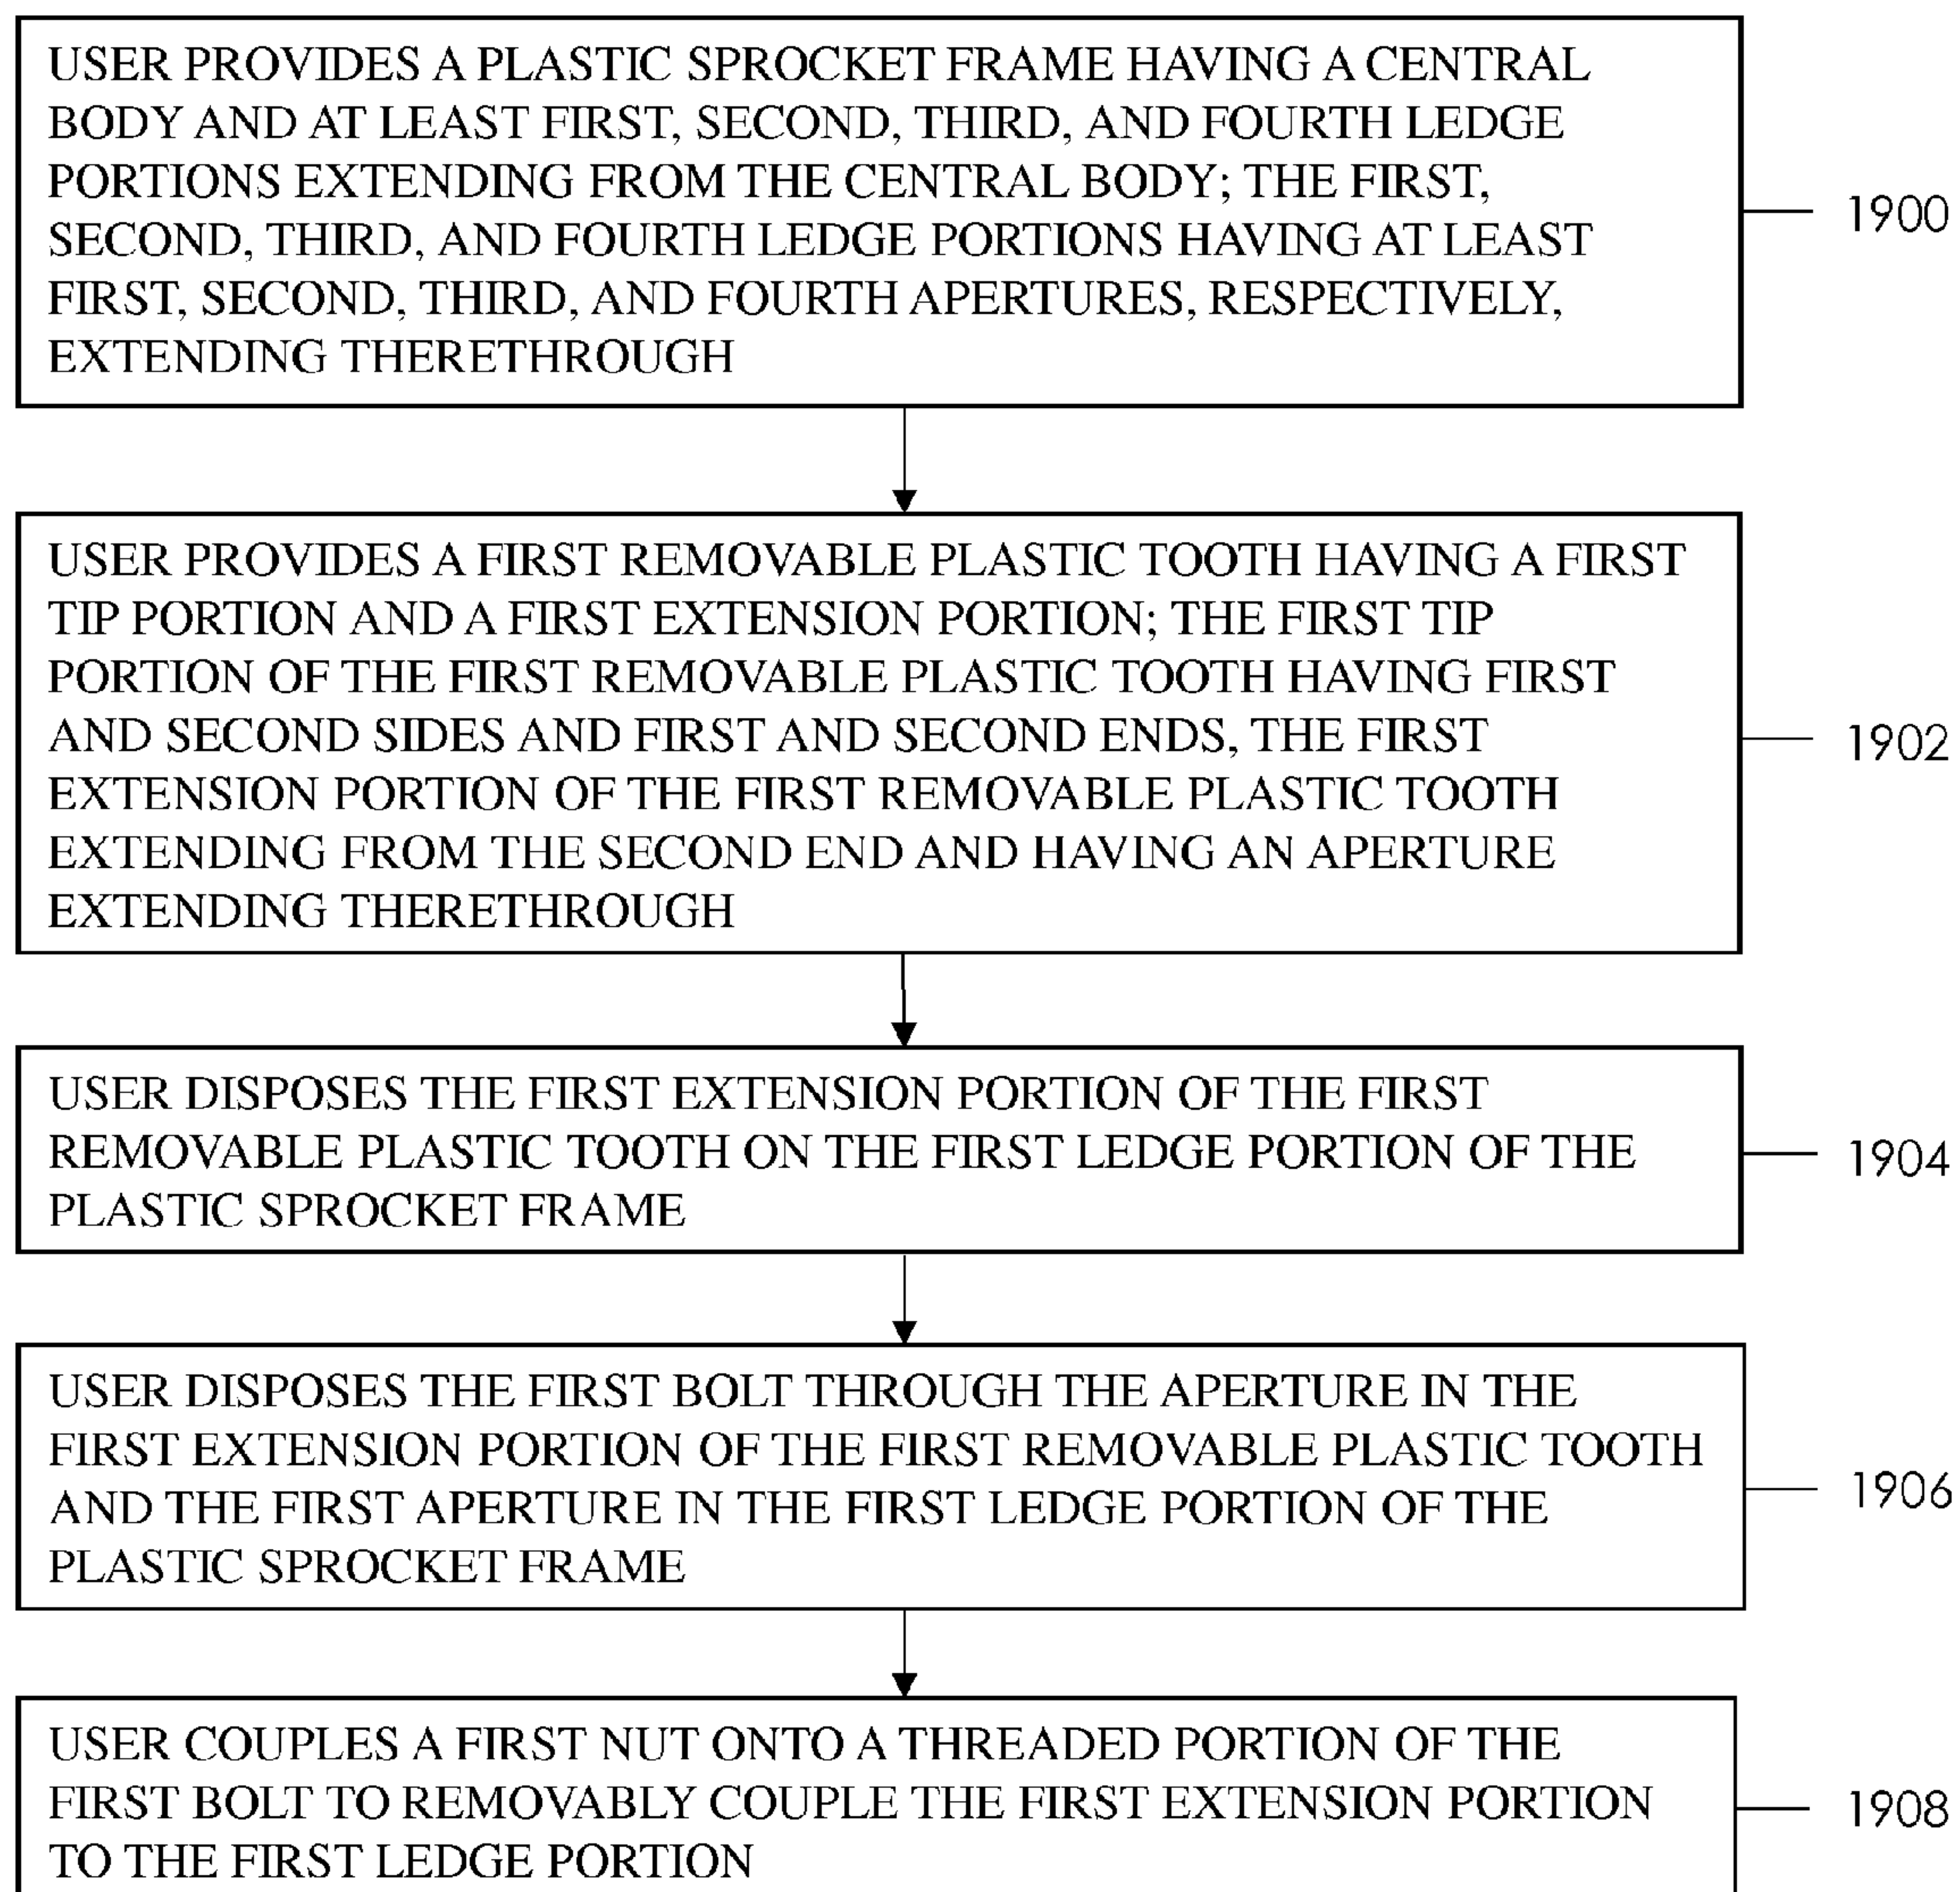 USER PROVIDES A PLASTIC SPROCKET FRAME HAVING A CENTRAL
BODY AND AT LEAST FIRST, SECOND, THIRD, AND FOURTH LEDGE
PORTIONS EXTENDING FROM THE CENTRAL BODY; THE FIRST,
SECOND, THIRD, AND FOURTH LEDGE PORTIONS HAVING AT LEAST
FIRST, SECOND, THIRD, AND FOURTH APERTURES, RESPECTIVELY,
EXTENDING THERETHROUGH
1900
USER PROVIDES A FIRST REMOVABLE PLASTIC TOOTH HAVING A FIRST
TIP PORTION AND A FIRST EXTENSION PORTION; THE FIRST TIP
PORTION OF THE FIRST REMOVABLE PLASTIC TOOTH HAVING FIRST
AND SECOND SIDES AND FIRST AND SECOND ENDS, THE FIRST
EXTENSION PORTION OF THE FIRST REMOVABLE PLASTIC TOOTH
EXTENDING FROM THE SECOND END AND HAVING AN APERTURE
EXTENDING THERETHROUGH
1902
USER DISPOSES THE FIRST EXTENSION PORTION OF THE FIRST
REMOVABLE PLASTIC TOOTH ON THE FIRST LEDGE PORTION OF THE
PLASTIC SPROCKET FRAME
1904
USER DISPOSES THE FIRST BOLT THROUGH THE APERTURE IN THE
FIRST EXTENSION PORTION OF THE FIRST REMOVABLE PLASTIC TOOTH
AND THE FIRST APERTURE IN THE FIRST LEDGE PORTION OF THE
PLASTIC SPROCKET FRAME
1906
USER COUPLES A FIRST NUT ONTO A THREADED PORTION OF THE
FIRST BOLT TO REMOVABLY COUPLE THE FIRST EXTENSION PORTION
TO THE FIRST LEDGE PORTION
1908